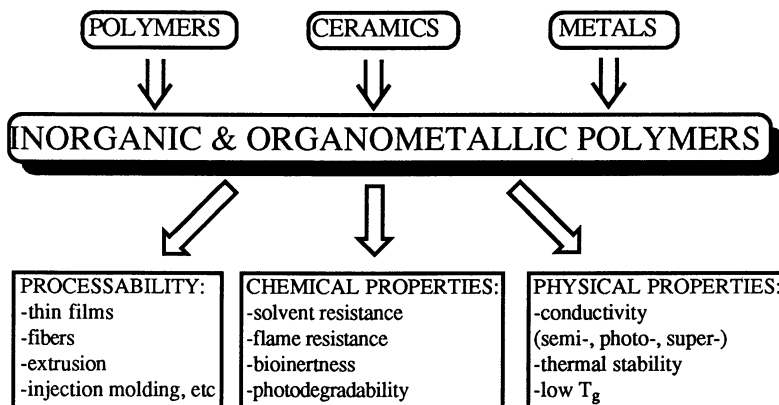 POLYMERS
CERAMICS
METALS
INORGANIC & ORGANOMETALLIC POLYMERS
PROCESSABILITY:
-thin films
-fibers
-extrusion
-injection molding, etc
CHEMICAL PROPERTIES:
-solvent resistance
-flame resistance
-bioinertness
-photodegradability
PHYSICAL PROPERTIES:
-conductivity
(semi-, photo-, super-)
-thermal stability
-low Tg